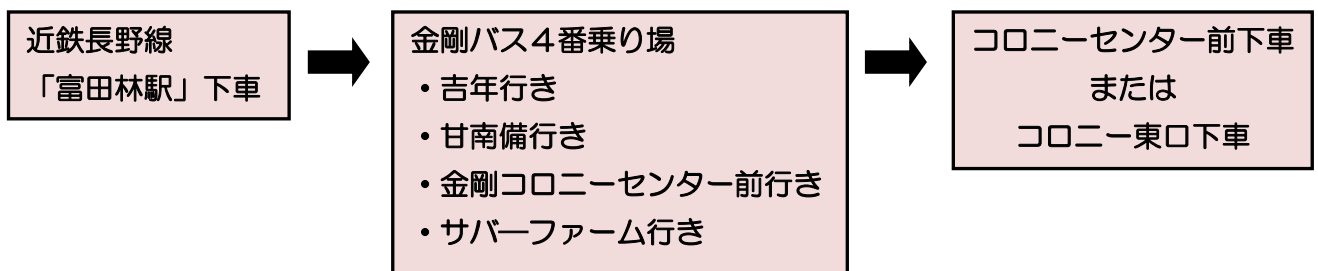 近鉄長野線
「富田林駅」下車
金剛バス４番乗り場
・吉年行き
・甘南備行き
・金剛コロニーセンター前行き
・サバ―ファーム行き
コロニーセンター前下車
または
コロニー東口下車